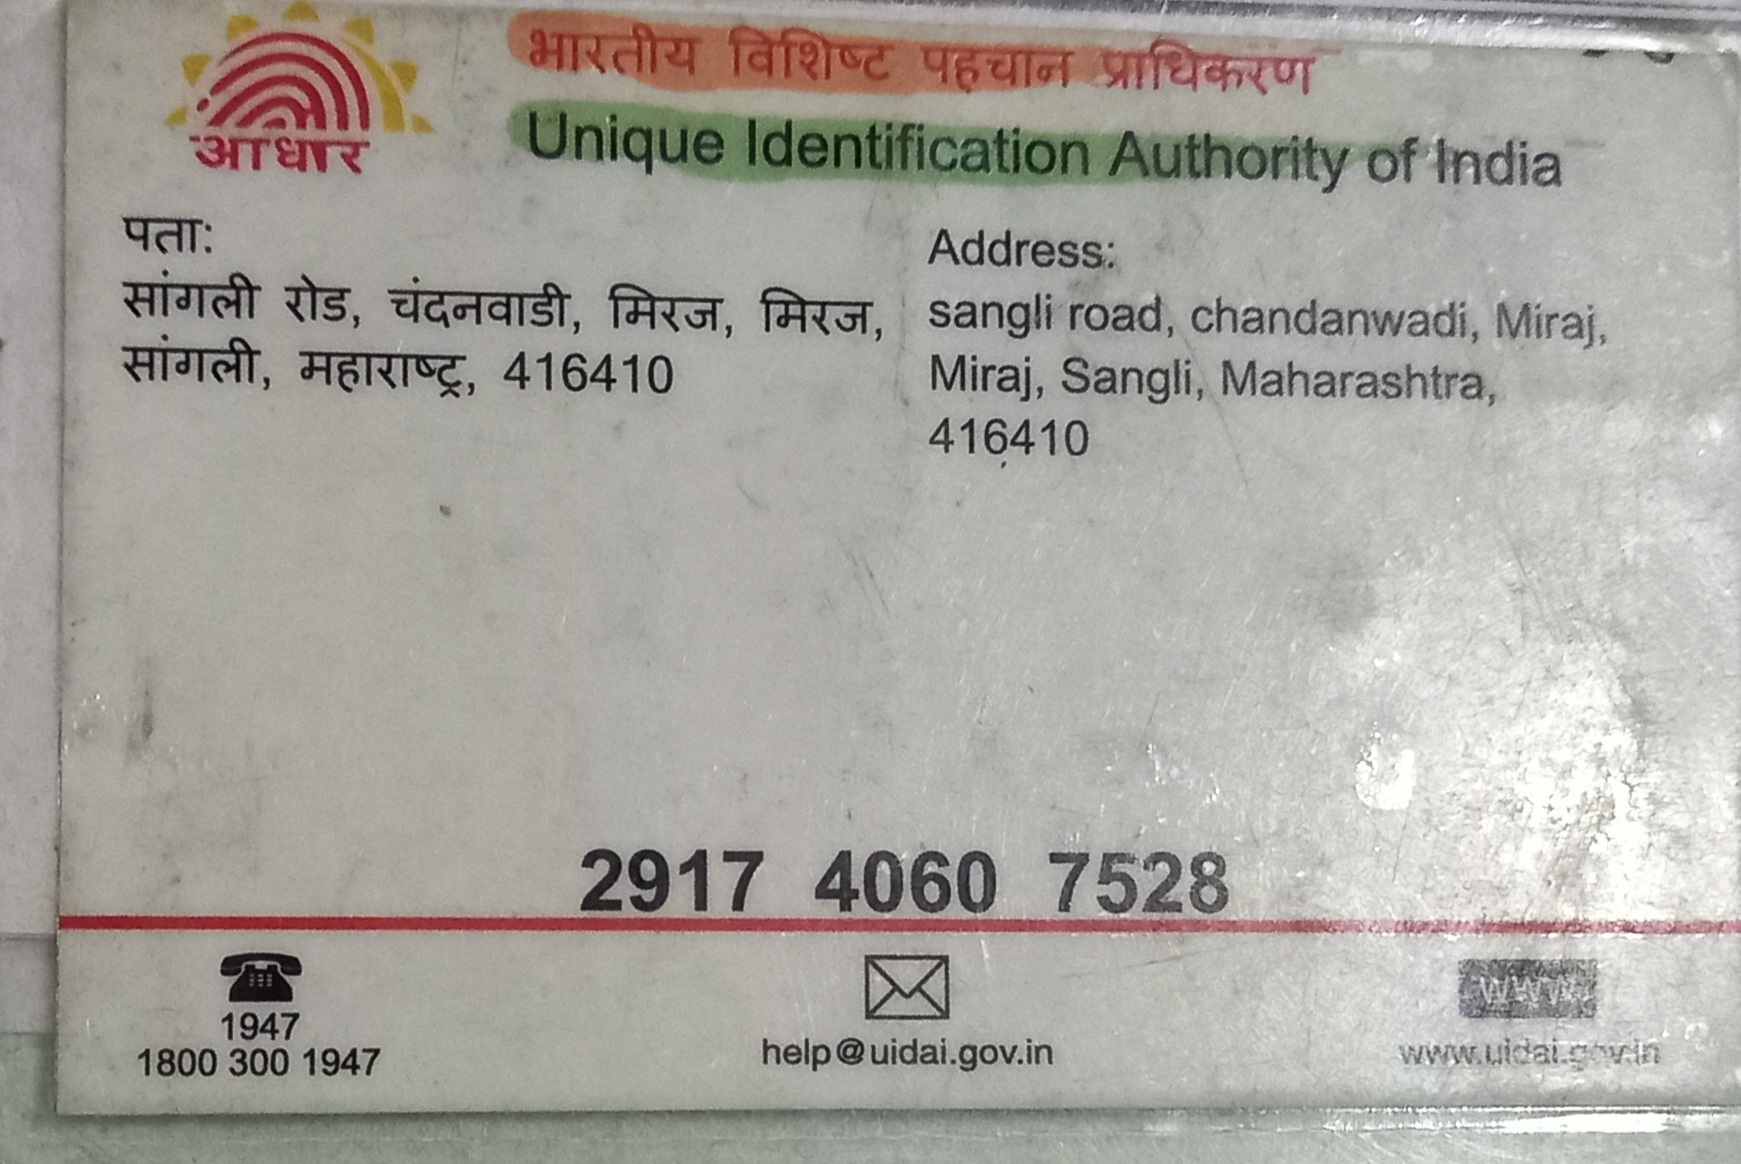 आधार
भारतीय विशिष्ट पहचान प्राधिकरण
Unique Identification Authority of India
पता:
सांगली रोड, चंदनवाडी, मिरज, मिरज,
सांगली, महाराष्ट्र, 416410
Address:
sangli road, chandanwadi, Miraj,
Miraj, Sangli, Maharashtra,
416410
2917 4060 7528
1947
1800 300 1947
help@uidai.gov.in
WWW
www.uidai.gov.in